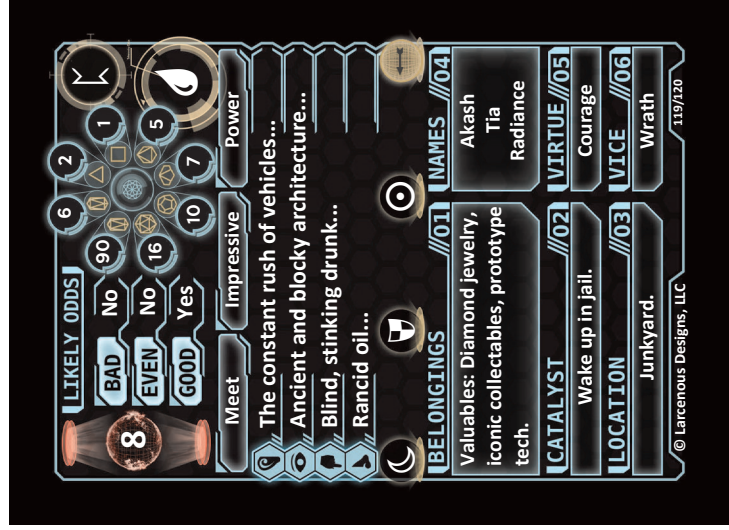 8
LIKELY ODDS
BAD No
EVEN No
GOOD Yes
90
6
2
1
5
7
10
16
Meet
Impressive
Power
The constant rush of vehicles...
Ancient and blocky architecture...
Blind, stinking drunk...
Rancid oil...
BELONGINGS //01
Valuables: Diamond jewelry,
iconic collectables, prototype
tech.
NAMES //04
Akash
Tia
Radiance
CATALYST //02
Wake up in jail.
VIRTUE //05
Courage
LOCATION //03
Junkyard.
VICE //06
Wrath
© Larcenous Designs, LLC
119/120